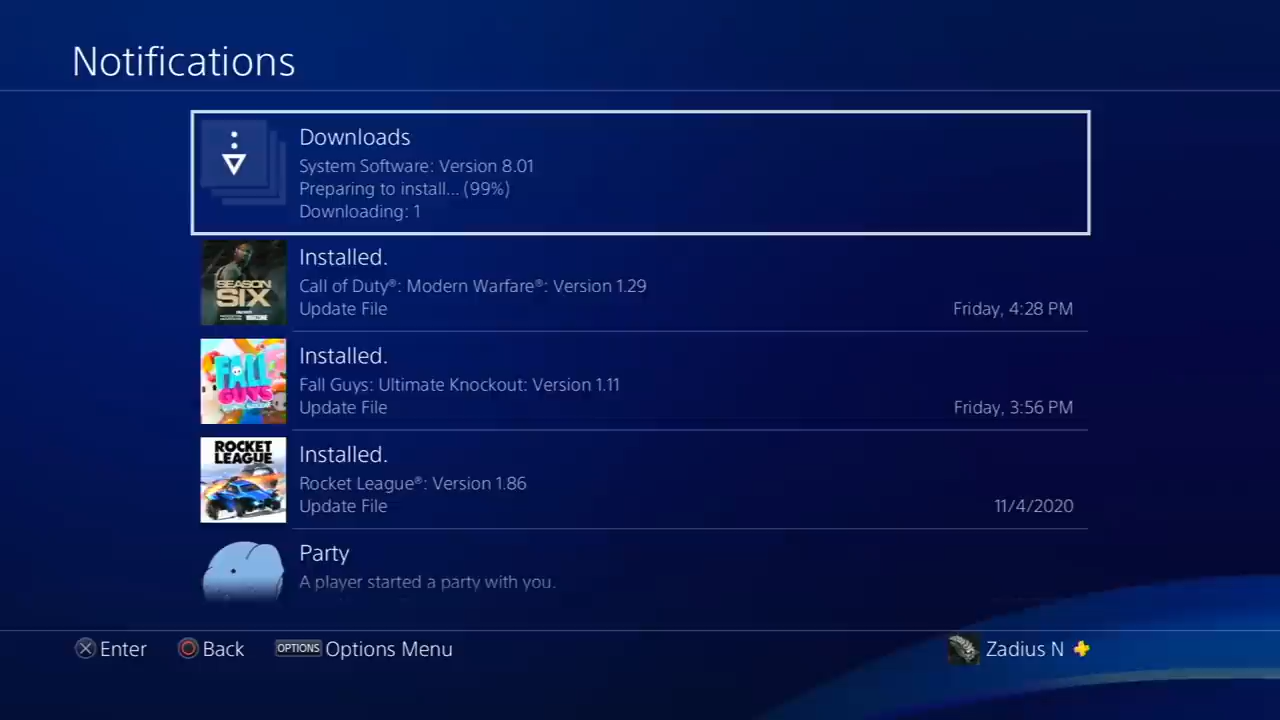 Notifications
Downloads
System Software: Version 8.01
Preparing to install... (99%)
Downloading: 1
Installed.
Call of Duty®: Modern Warfare®: Version 1.29
Update File
Friday, 4:28 PM
SEASON
SIX
Installed.
Fall Guys: Ultimate Knockout: Version 1.11
Update File
Friday, 3:56 PM
FALL
GUYS
ROCKET
LEAGUE
Installed.
Rocket League®: Version 1.86
Update File
11/4/2020
Party
A player started a party with you.
Enter
Back
OPTIONS
Options Menu
Zadius N